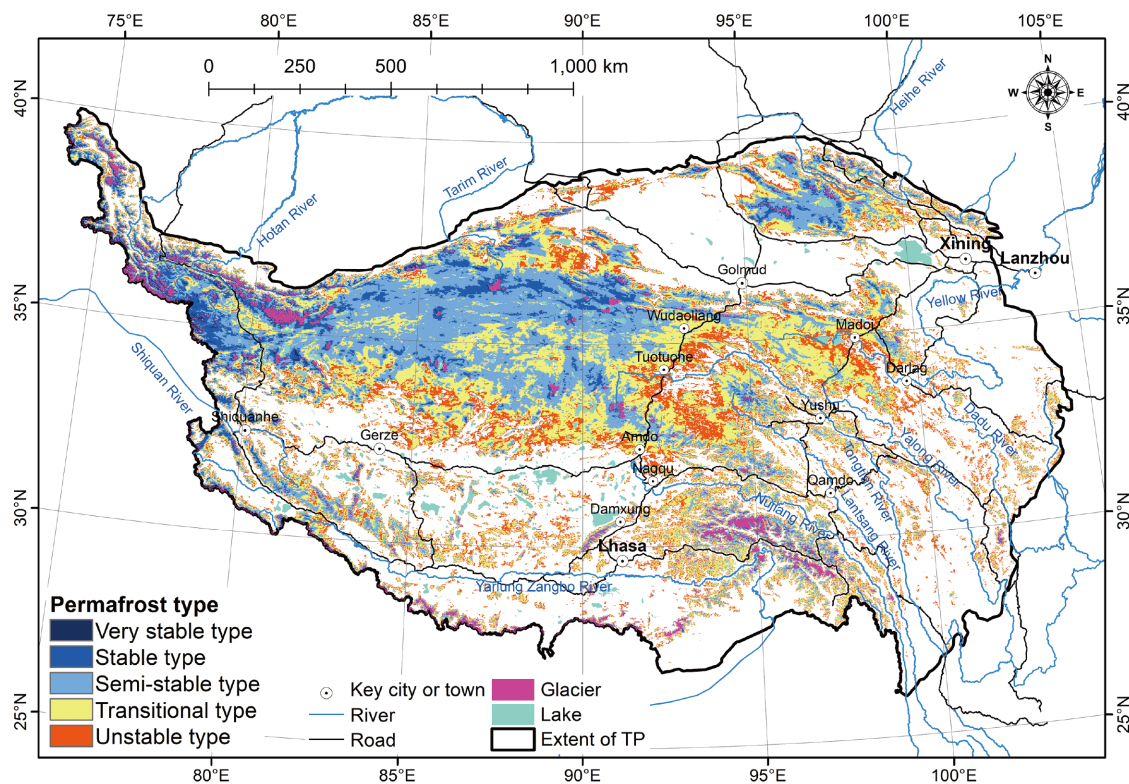 75°E 80°E 85°E 90°E 95°E 100°E 105°E
0 250 500 1,000 km
N
W E
S
40°N
40°N
Heihe River
Tarim River
Hotan River
Xining
Lanzhou
Golmud
35°N
35°N
Yellow River
Wudaoliang
Madoi
Tuotuohe
Darlag
Shiquan River
Yushu
Dadu River
Shiquanhe
Gerze
Amdo
Yalong River
Tongtian River
Nagqu
Qamdo
Lantsang River
30°N
30°N
Damxung
Nujiang River
Lhasa
Yarlung Zangbo River
Permafrost type
Very stable type
Stable type
Semi-stable type
Transitional type
Unstable type
Key city or town
River
Road
Glacier
Lake
Extent of TP
25°N
25°N
80°E 85°E 90°E 95°E 100°E